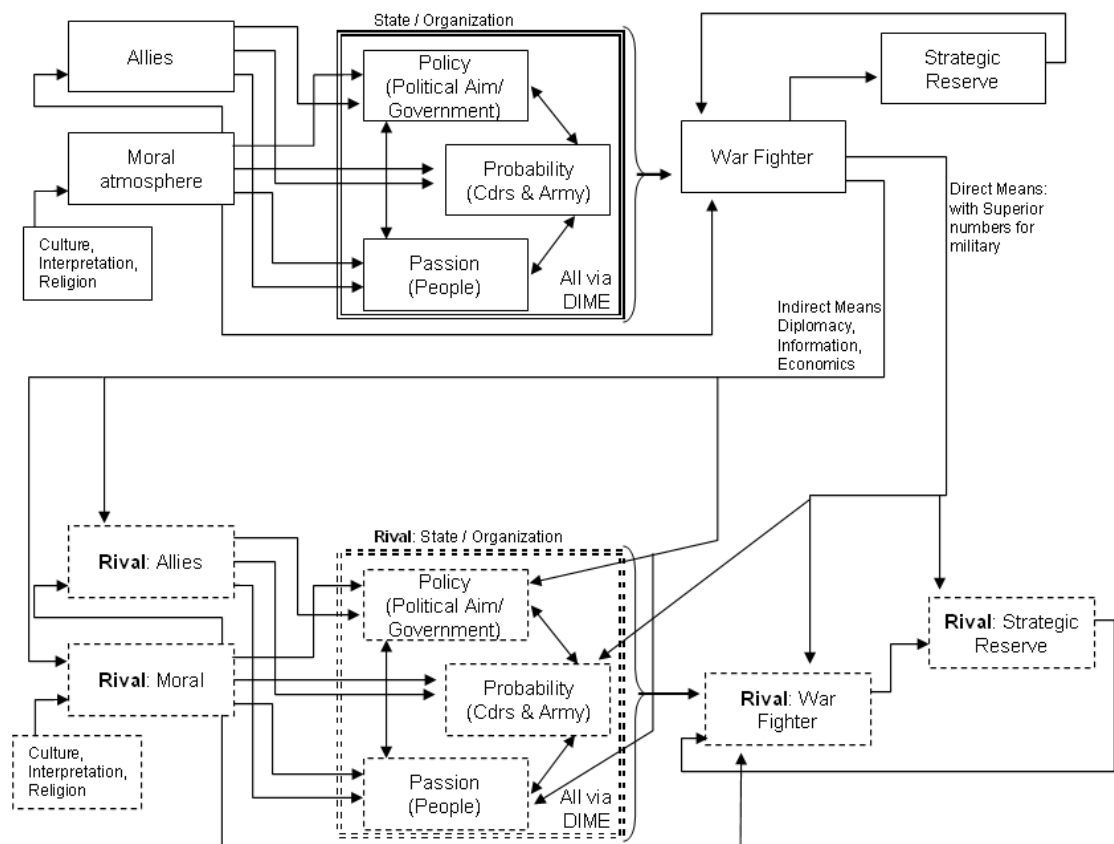 State / Organization
Allies
Policy
(Political Aim/
Government)
Strategic
Reserve
Moral
atmosphere
Probability
(Cdrs & Army)
War Fighter
Direct Means:
with Superior
numbers for
military
Culture,
Interpretation,
Religion
Passion
(People)
All via
DIME
Indirect Means
Diplomacy,
Information,
Economics
Rival: State / Organization
Rival: Allies
Policy
(Political Aim/
Government)
Rival: Strategic
Reserve
Rival: Moral
Probability
(Cdrs & Army)
Rival: War
Fighter
Culture,
Interpretation,
Religion
Passion
(People)
All via
DIME